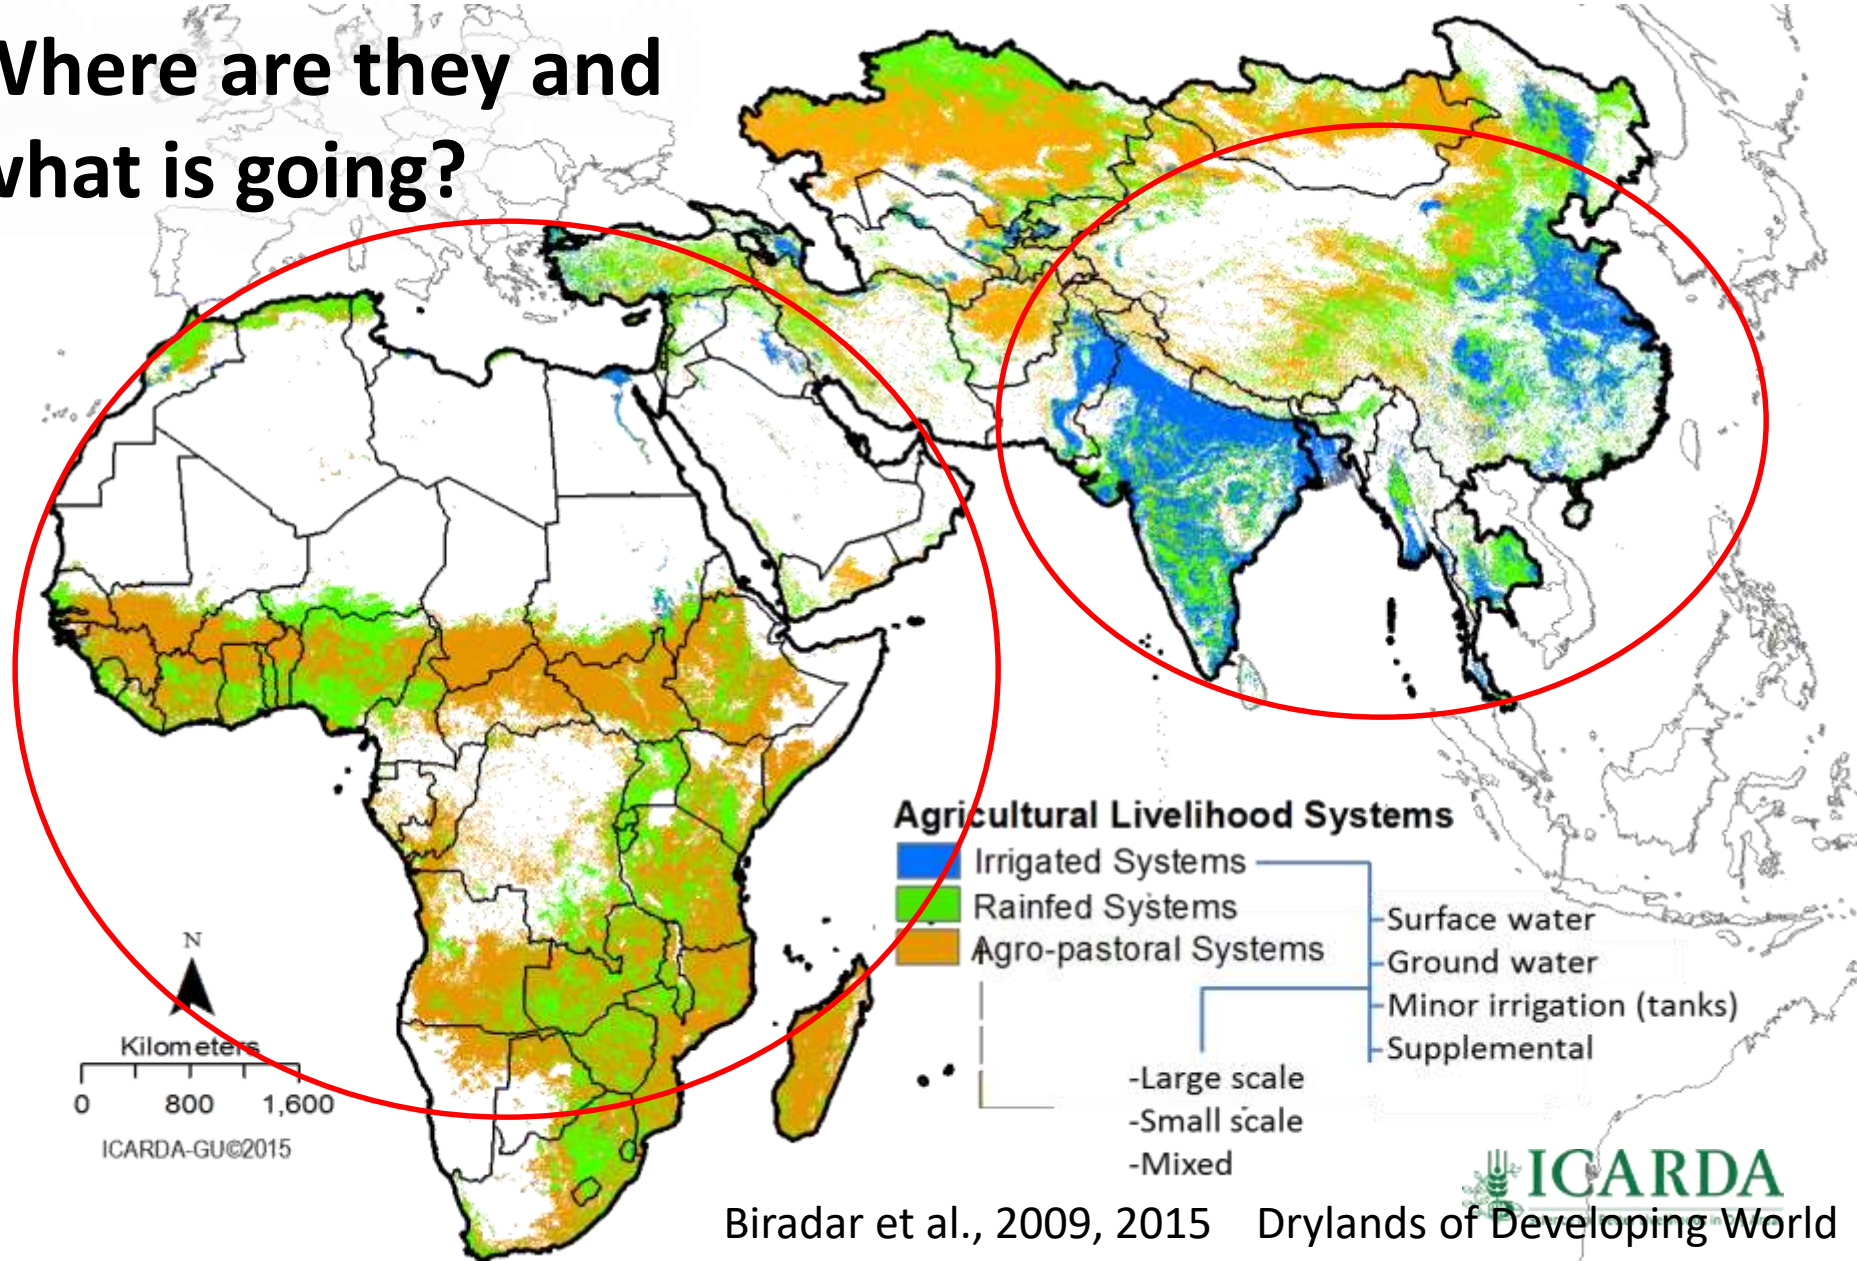 Where are they and
what is going?
Agricultural Livelihood Systems
Irrigated Systems
Rainfed Systems
Agro-pastoral Systems
Surface water
Ground water
Minor irrigation (tanks)
Supplemental
-Large scale
-Small scale
-Mixed
N
Kilometers
0 800 1,600
ICARDA-GU©2015
ICARDA
Biradar et al., 2009, 2015 Drylands of Developing World